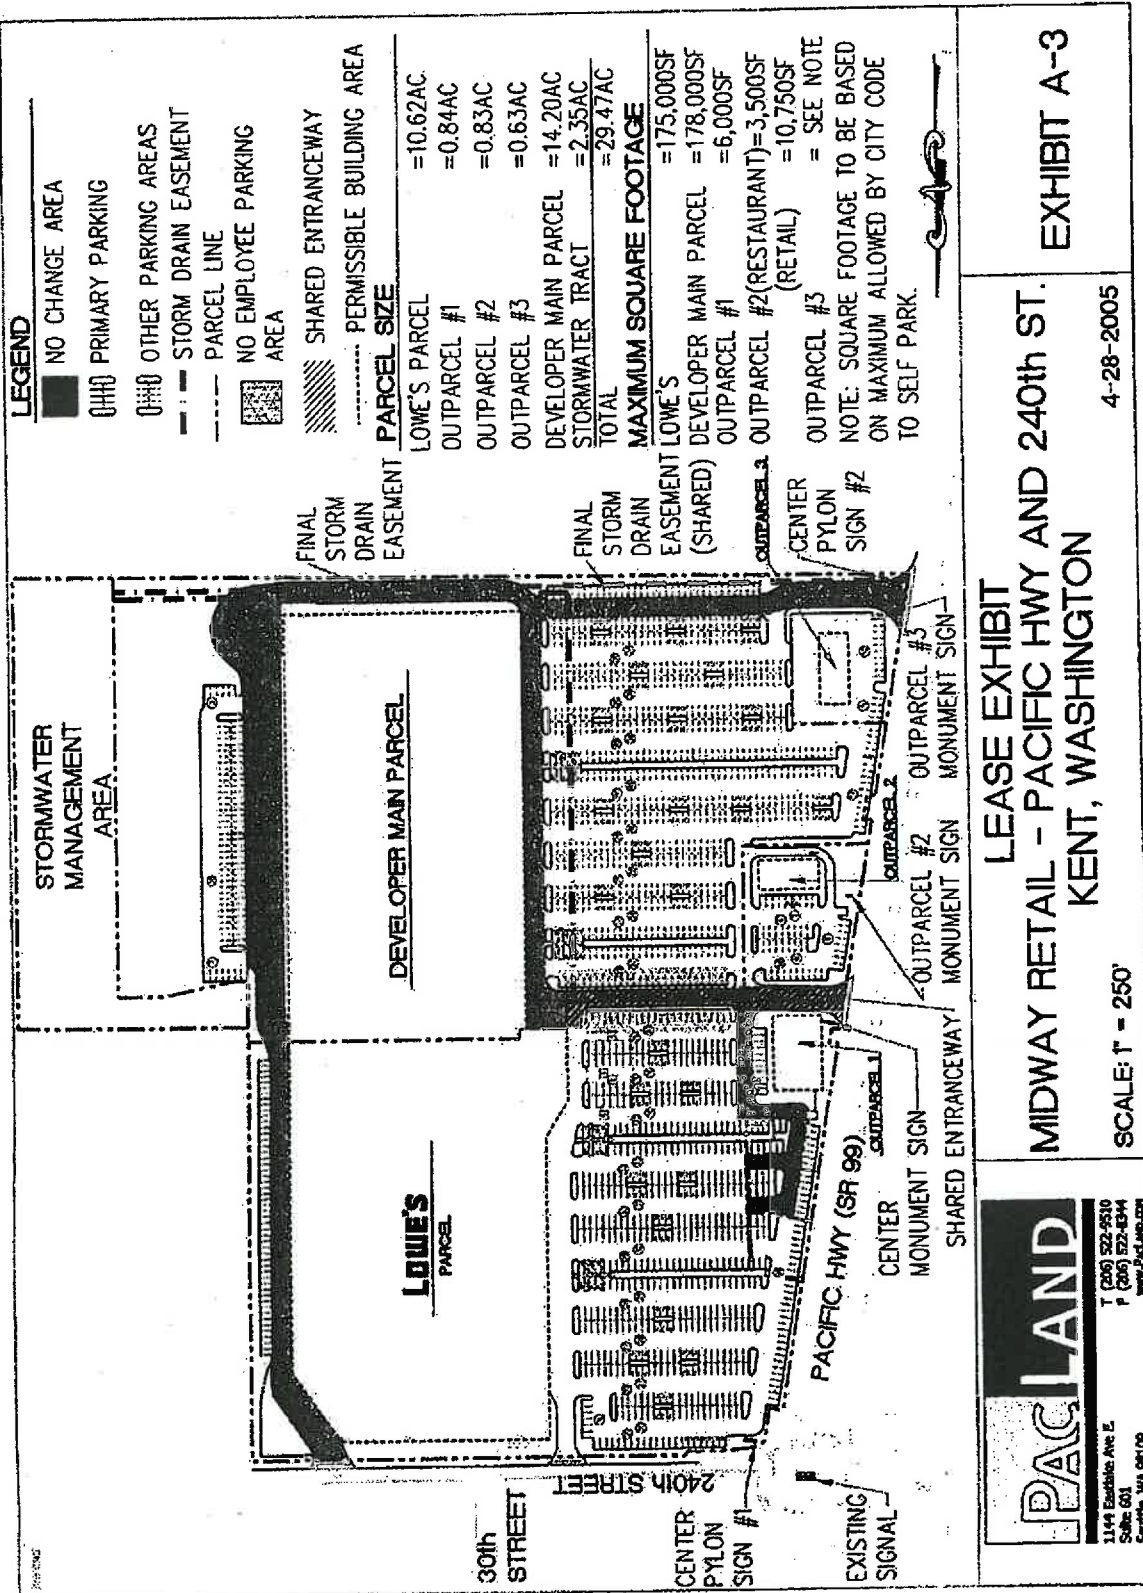 LEGEND
NO CHANGE AREA
PRIMARY PARKING
OTHER PARKING AREAS
STORM DRAIN EASEMENT
PARCEL LINE
NO EMPLOYEE PARKING
AREA
SHARED ENTRANCEWAY
PERMISSIBLE BUILDING AREA
PARCEL SIZE
LOWE'S PARCEL =10.62AC.
OUTPARCEL #1 =0.84AC
OUTPARCEL #2 =0.83AC
OUTPARCEL #3 =0.63AC
DEVELOPER MAIN PARCEL =14.20AC
STORMWATER TRACT =2.35AC
TOTAL =29.47AC
MAXIMUM SQUARE FOOTAGE
LOWE'S =175,000SF
DEVELOPER MAIN PARCEL =178,000SF
OUTPARCEL #1 =6,000SF
OUTPARCEL #2(RESTAURANT)=3,500SF
(RETAIL) =10,750SF
OUTPARCEL #3 = SEE NOTE
NOTE: SQUARE FOOTAGE TO BE BASED
ON MAXIMUM ALLOWED BY CITY CODE
TO SELF PARK.
STORMWATER
MANAGEMENT
AREA
FINAL
STORM
DRAIN
EASEMENT
FINAL
STORM
DRAIN
EASEMENT
(SHARED)
OUTPARCEL 3
CENTER
PYLON
SIGN #2
DEVELOPER MAIN PARCEL
LOWE'S
PARCEL
OUTPARCEL 2
OUTPARCEL 1
OUTPARCEL #3
MONUMENT SIGN
OUTPARCEL #2
MONUMENT SIGN
PACIFIC HWY (SR 99)
CENTER
MONUMENT SIGN
SHARED ENTRANCEWAY
30th
STREET
240th STREET
CENTER
PYLON
SIGN #1
EXISTING
SIGNAL
PACLAND
1144 Eastlake Ave E.
Suite 601
Seattle, WA 98109
T (206) 522-9510
F (206) 522-8344
www.PacLand.com
LEASE EXHIBIT
MIDWAY RETAIL - PACIFIC HWY AND 240th ST.
KENT, WASHINGTON
SCALE: 1" = 250'
4-28-2005
EXHIBIT A-3